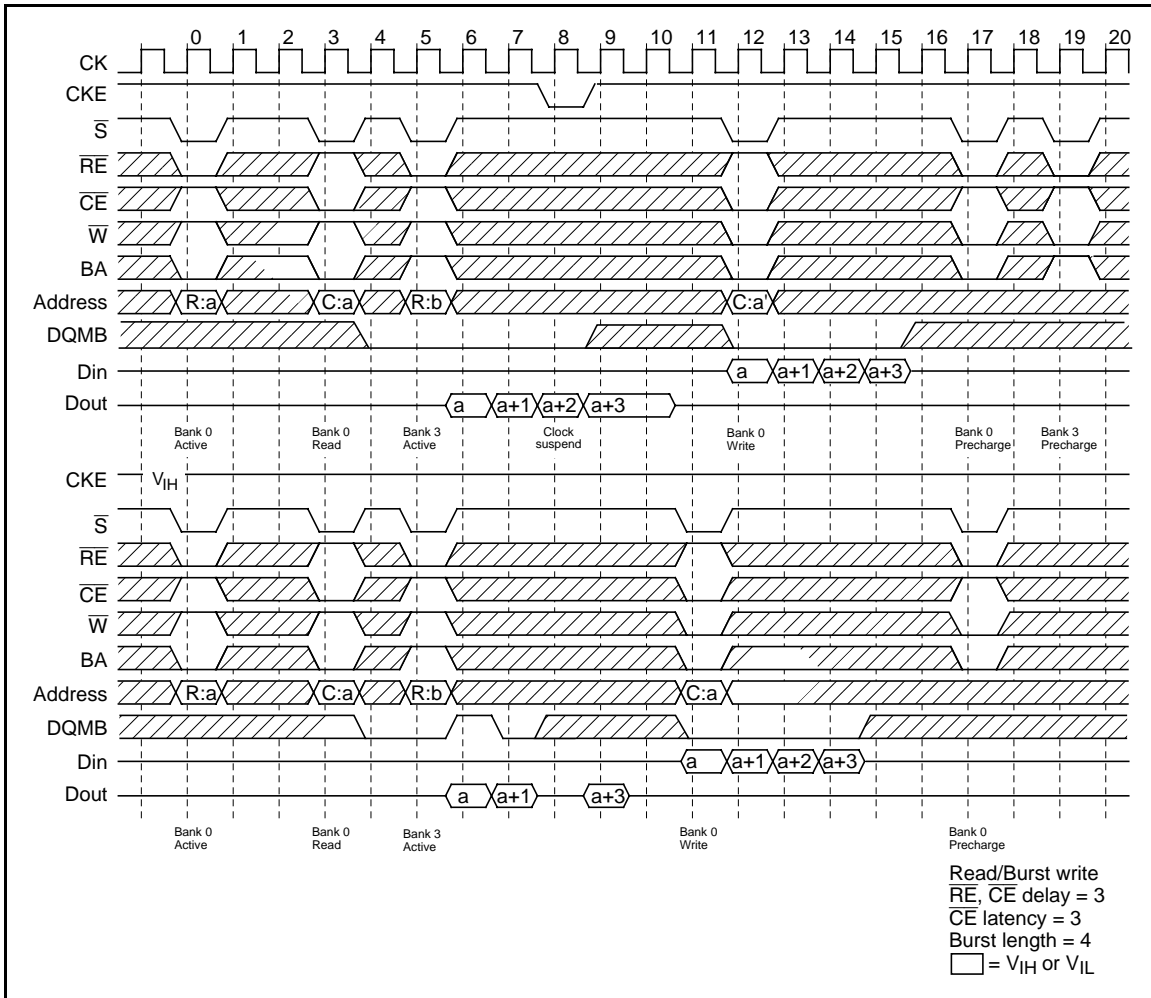 0 1 2 3 4 5 6 7 8 9 10 11 12 13 14 15 16 17 18 19 20
CK
CKE
S
RE
CE
W
BA
Address R:a C:a R:b C:a'
DQMB
Din a a+1 a+2 a+3
Dout a a+1 a+2 a+3
Bank 0 Active
Bank 0 Read
Bank 3 Active
Clock suspend
Bank 0 Write
Bank 0 Precharge
Bank 3 Precharge
CKE VIH
S
RE
CE
W
BA
Address R:a C:a R:b C:a
DQMB
Din a a+1 a+2 a+3
Dout a a+1 a+3
Bank 0 Active
Bank 0 Read
Bank 3 Active
Bank 0 Write
Bank 0 Precharge
Read/Burst write
RE, CE delay = 3
CE latency = 3
Burst length = 4
= VIH or VIL